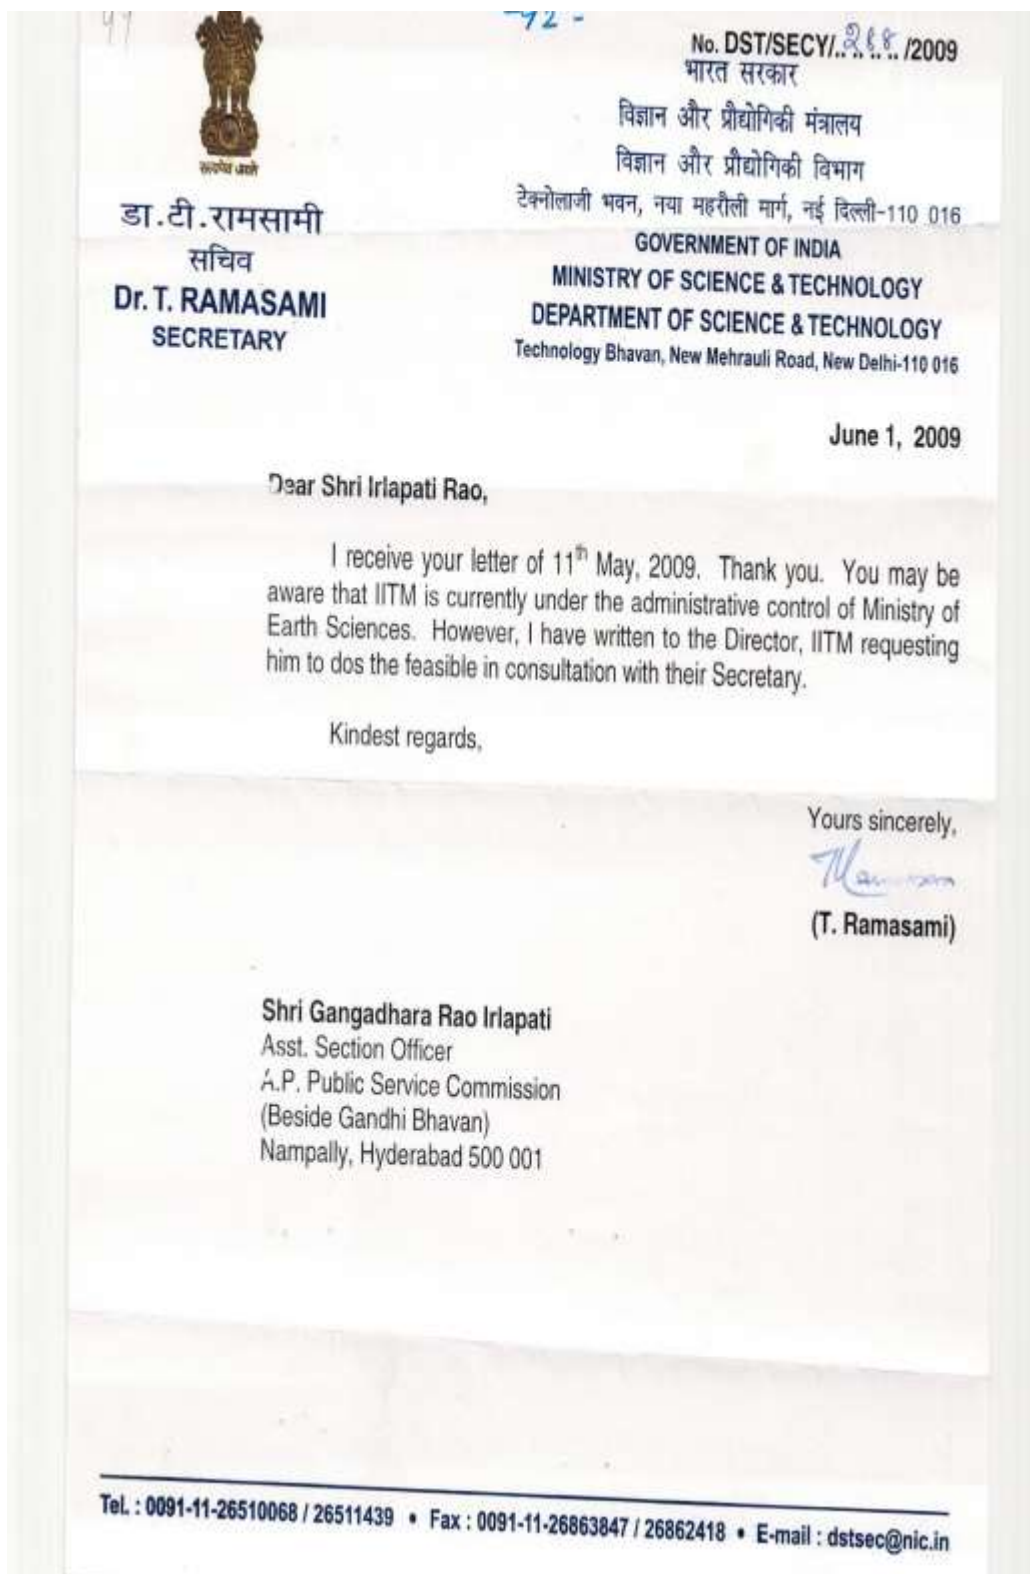 -92-
No. DST/SECY/..268../2009
भारत सरकार
विज्ञान और प्रौद्योगिकी मंत्रालय
विज्ञान और प्रौद्योगिकी विभाग
टेक्नोलाजी भवन, नया महरौली मार्ग, नई दिल्ली-110 016
GOVERNMENT OF INDIA
MINISTRY OF SCIENCE & TECHNOLOGY
DEPARTMENT OF SCIENCE & TECHNOLOGY
Technology Bhavan, New Mehrauli Road, New Delhi-110 016
सत्यमेव जयते
डा.टी.रामसामी
सचिव
Dr. T. RAMASAMI
SECRETARY
June 1, 2009
Dear Shri Irlapati Rao,
I receive your letter of 11th May, 2009. Thank you. You may be
aware that IITM is currently under the administrative control of Ministry of
Earth Sciences. However, I have written to the Director, IITM requesting
him to dos the feasible in consultation with their Secretary.
Kindest regards,
Yours sincerely,
(T. Ramasami)
Shri Gangadhara Rao Irlapati
Asst. Section Officer
A.P. Public Service Commission
(Beside Gandhi Bhavan)
Nampally, Hyderabad 500 001
Tel. : 0091-11-26510068 / 26511439 • Fax : 0091-11-26863847 / 26862418 • E-mail : dstsec@nic.in